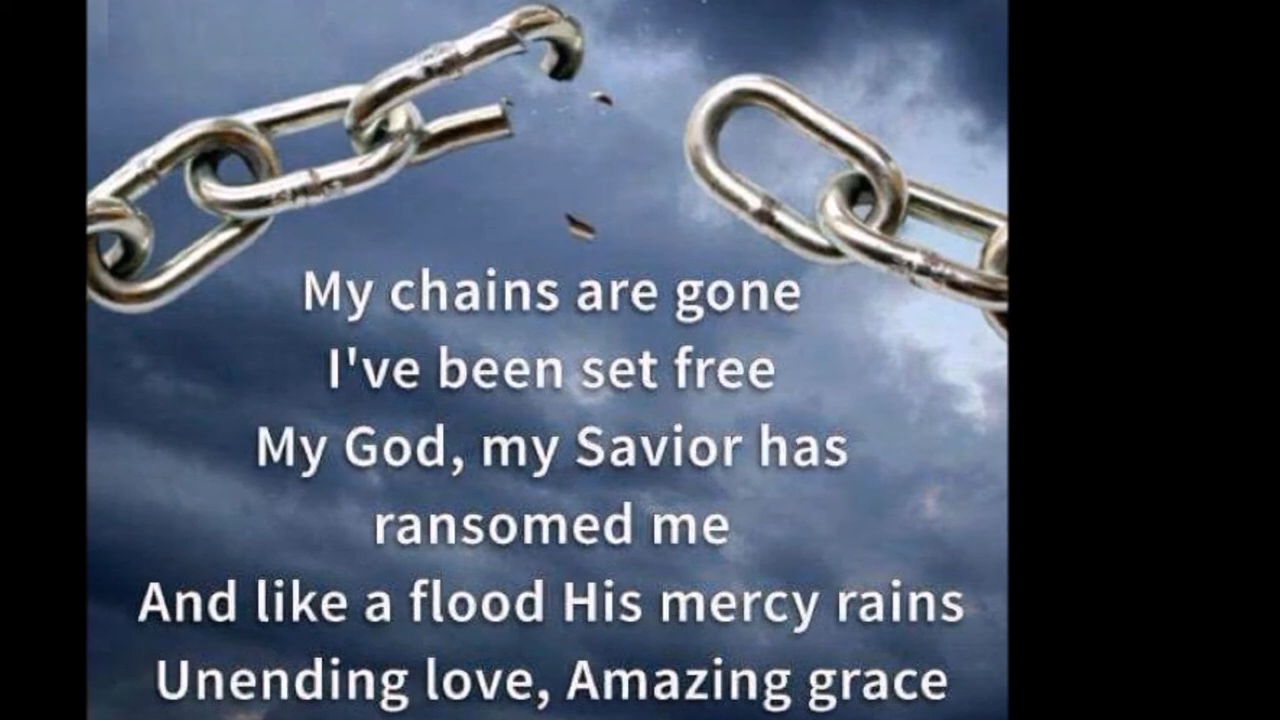 My chains are gone
I've been set free
My God, my Savior has
ransomed me
And like a flood His mercy rains
Unending love, Amazing grace